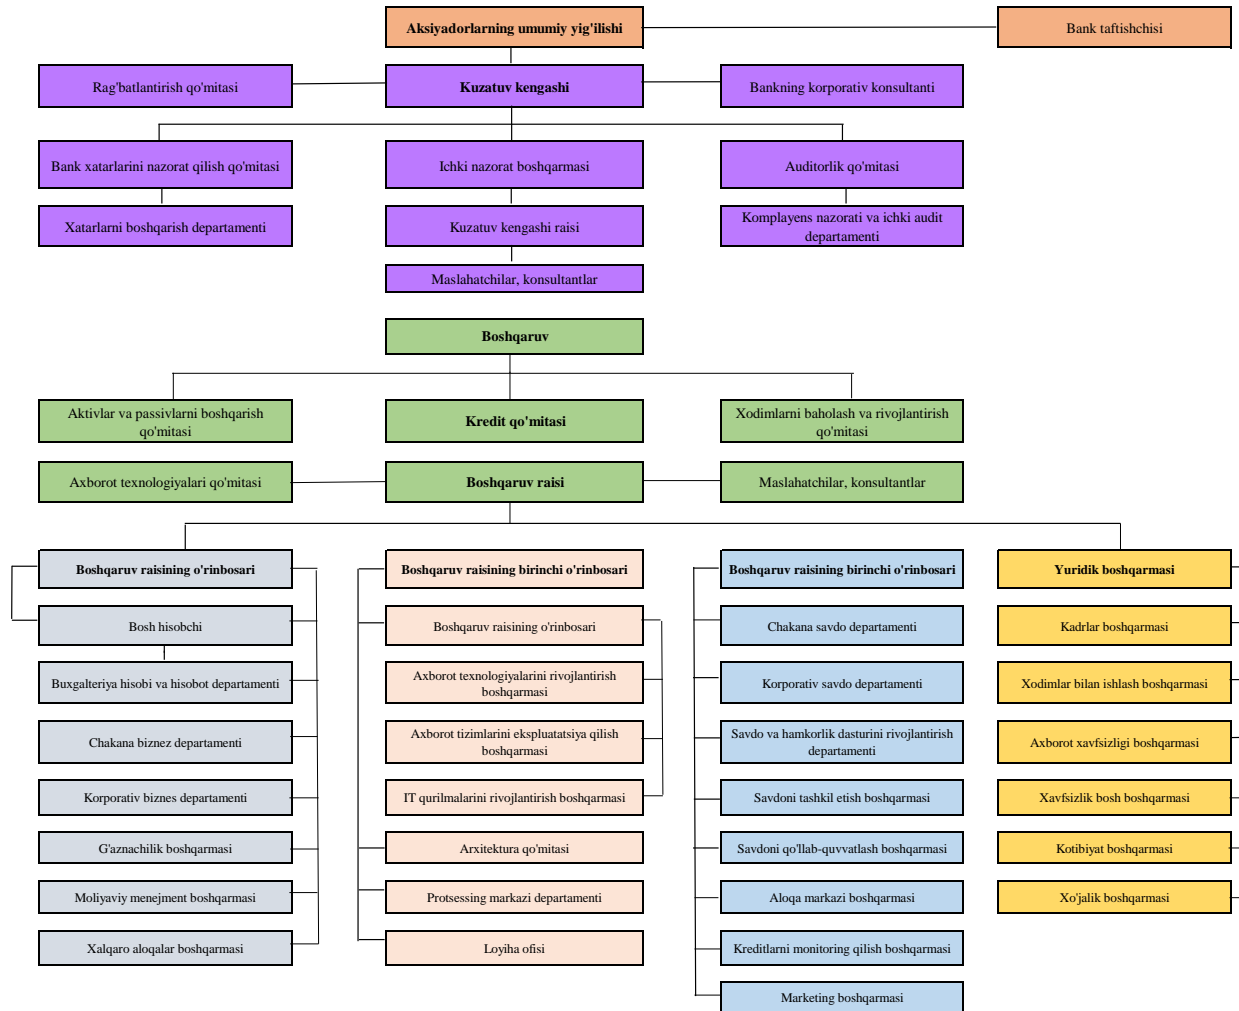 Aksiyadorlarning umumiy yig'ilishi
Bank taftishchisi
Rag'batlantirish qo'mitasi
Kuzatuv kengashi
Bankning korporativ konsultanti
Bank xatarlarini nazorat qilish qo'mitasi
Ichki nazorat boshqarmasi
Auditorlik qo'mitasi
Xatarlarni boshqarish departamenti
Kuzatuv kengashi raisi
Komplayens nazorati va ichki audit
departamenti
Maslahatchilar, konsultantlar
Boshqaruv
Aktivlar va passivlarni boshqarish
qo'mitasi
Kredit qo'mitasi
Xodimlarni baholash va rivojlantirish
qo'mitasi
Axborot texnologiyalari qo'mitasi
Boshqaruv raisi
Maslahatchilar, konsultantlar
Boshqaruv raisining o'rinbosari
Bosh hisobchi
Buxgalteriya hisobi va hisobot departamenti
Chakana biznez departamenti
Korporativ biznes departamenti
G'aznachilik boshqarmasi
Moliyaviy menejment boshqarmasi
Xalqaro aloqalar boshqarmasi
Boshqaruv raisining birinchi o'rinbosari
Boshqaruv raisining o'rinbosari
Axborot texnologiyalarini rivojlantirish
boshqarmasi
Axborot tizimlarini ekspluatatsiya qilish
boshqarmasi
IT qurilmalarini rivojlantirish boshqarmasi
Arxitektura qo'mitasi
Protsessing markazi departamenti
Loyiha ofisi
Boshqaruv raisining birinchi o'rinbosari
Chakana savdo departamenti
Korporativ savdo departamenti
Savdo va hamkorlik dasturini rivojlantirish
departamenti
Savdoni tashkil etish boshqarmasi
Savdoni qo'llab-quvvatlash boshqarmasi
Aloqa markazi boshqarmasi
Kreditlarni monitoring qilish boshqarmasi
Marketing boshqarmasi
Yuridik boshqarmasi
Kadrlar boshqarmasi
Xodimlar bilan ishlash boshqarmasi
Axborot xavfsizligi boshqarmasi
Xavfsizlik bosh boshqarmasi
Kotibiyat boshqarmasi
Xo'jalik boshqarmasi